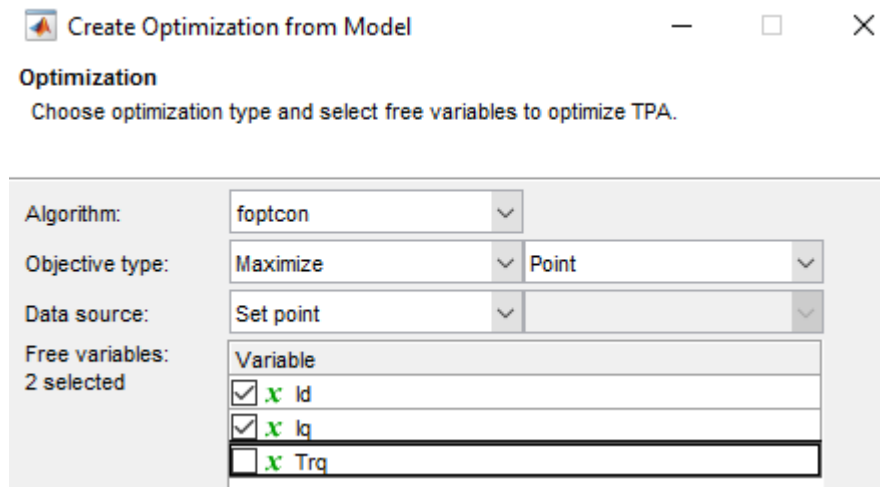 Create Optimization from Model
Optimization
Choose optimization type and select free variables to optimize TPA.
Algorithm: foptcon
Objective type: Maximize Point
Data source: Set point
Free variables: Variable
2 selected
x Id
x Iq
x Trq